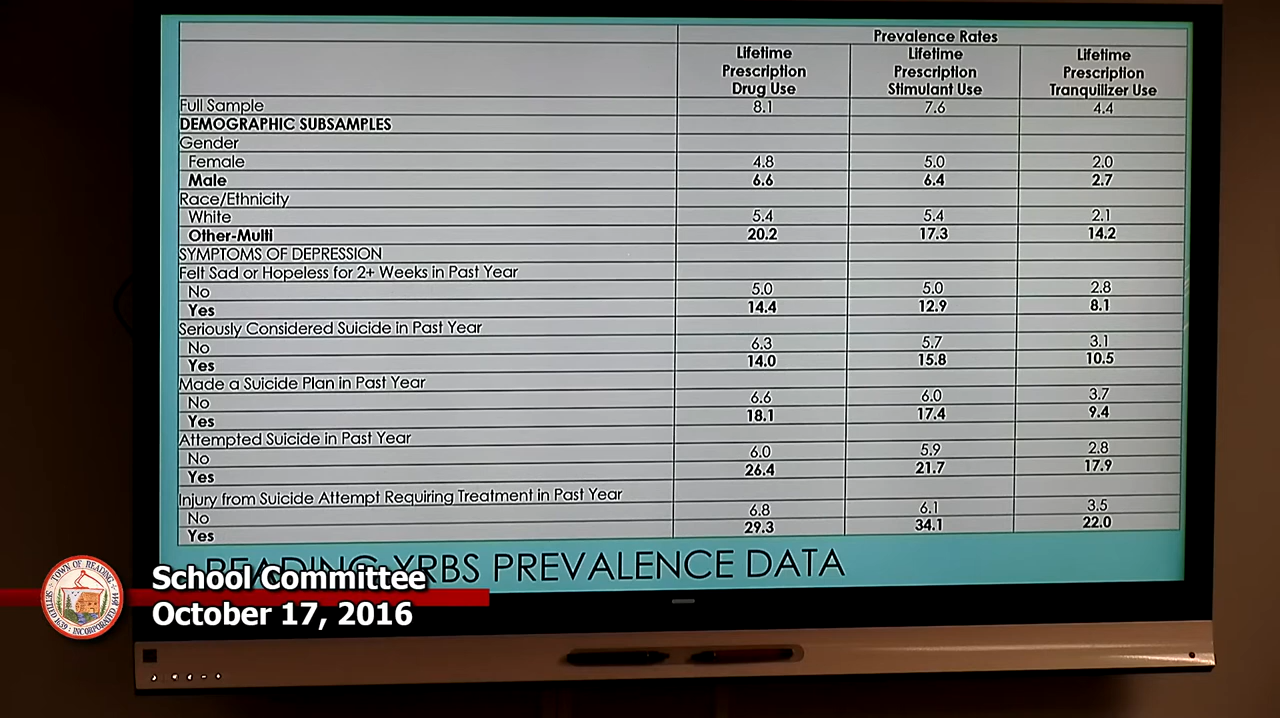 Prevalence Rates
Lifetime Prescription Drug Use Lifetime Prescription Stimulant Use Lifetime Prescription Tranquilizer Use
Full Sample 8.1 7.6 4.4
DEMOGRAPHIC SUBSAMPLES
Gender
Female 4.8 5.0 2.0
Male 6.6 6.4 2.7
Race/Ethnicity
White 5.4 5.4 2.1
Other-Multi 20.2 17.3 14.2
SYMPTOMS OF DEPRESSION
Felt Sad or Hopeless for 2+ Weeks in Past Year
No 5.0 5.0 2.8
Yes 14.4 12.9 8.1
Seriously Considered Suicide in Past Year
No 6.3 5.7 3.1
Yes 14.0 15.8 10.5
Made a Suicide Plan in Past Year
No 6.6 6.0 3.7
Yes 18.1 17.4 9.4
Attempted Suicide in Past Year
No 6.0 5.9 2.8
Yes 26.4 21.7 17.9
Injury from Suicide Attempt Requiring Treatment in Past Year
No 6.8 6.1 3.5
Yes 29.3 34.1 22.0
READING YRBS PREVALENCE DATA
School Committee
October 17, 2016
TOWN OF READING
SETTLED 1639 INCORPORATED 1644